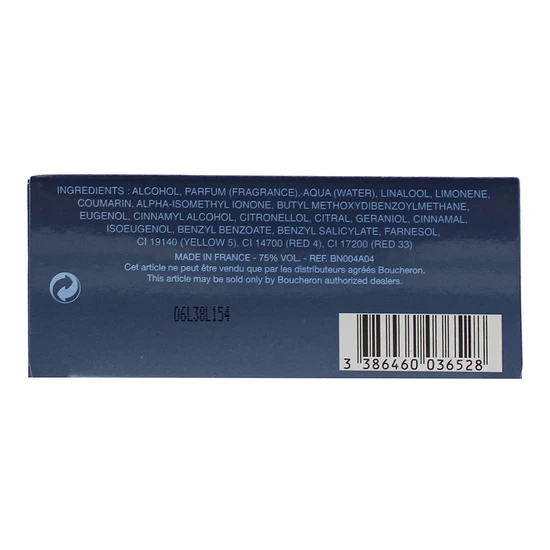 INGREDIENTS : ALCOHOL, PARFUM (FRAGRANCE), AQUA (WATER), LINALOOL, LIMONENE,
COUMARIN, ALPHA-ISOMETHYL IONONE, BUTYL METHOXYDIBENZOYLMETHANE,
EUGENOL, CINNAMYL ALCOHOL, CITRONELLOL, CITRAL, GERANIOL, CINNAMAL,
ISOEUGENOL, BENZYL BENZOATE, BENZYL SALICYLATE, FARNESOL,
CI 19140 (YELLOW 5), CI 14700 (RED 4), CI 17200 (RED 33)
MADE IN FRANCE - 75% VOL. - REF. BN004A04
Cet article ne peut être vendu que par les distributeurs agréés Boucheron.
This article may be sold only by Boucheron authorized dealers.
06L38L154
3 386460 036528